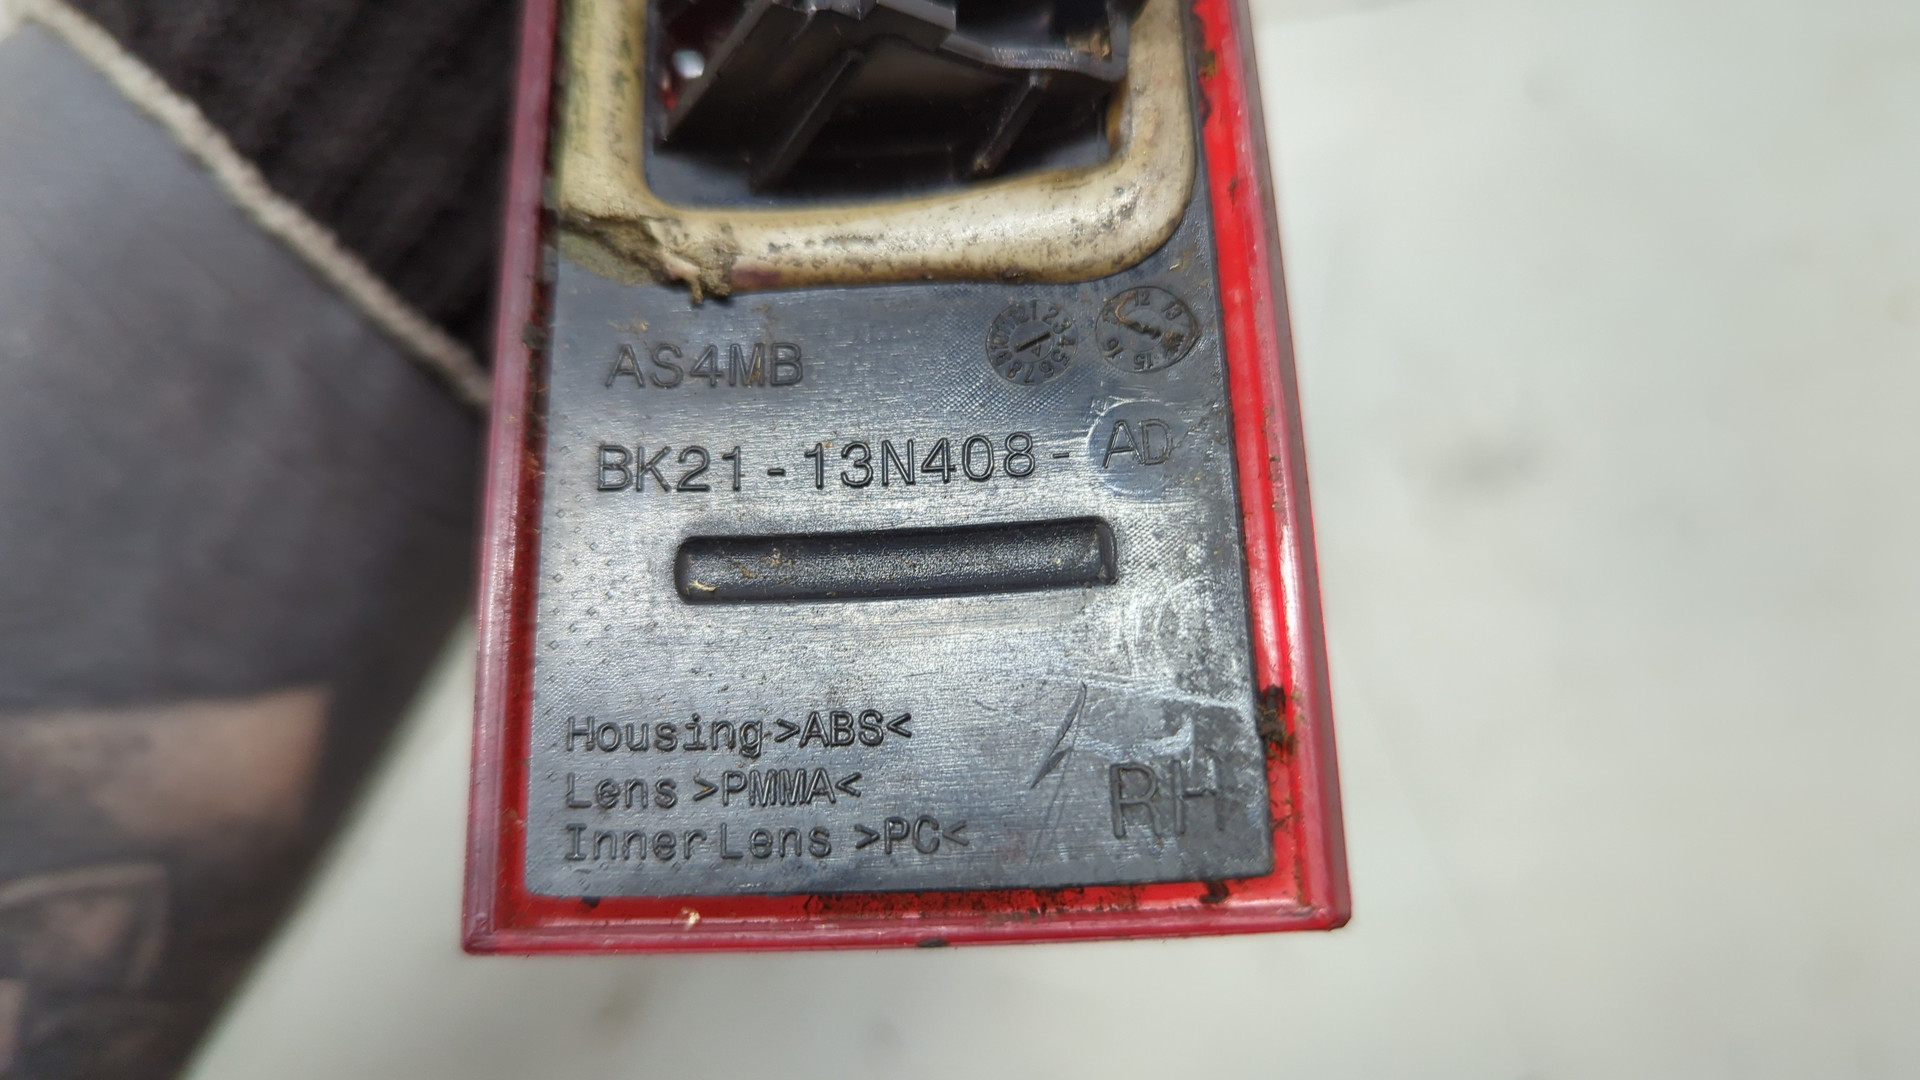 AS4MB
BK21-13N408-AD
Housing >ABS<
Lens >PMMA<
Inner Lens >PC<
RH